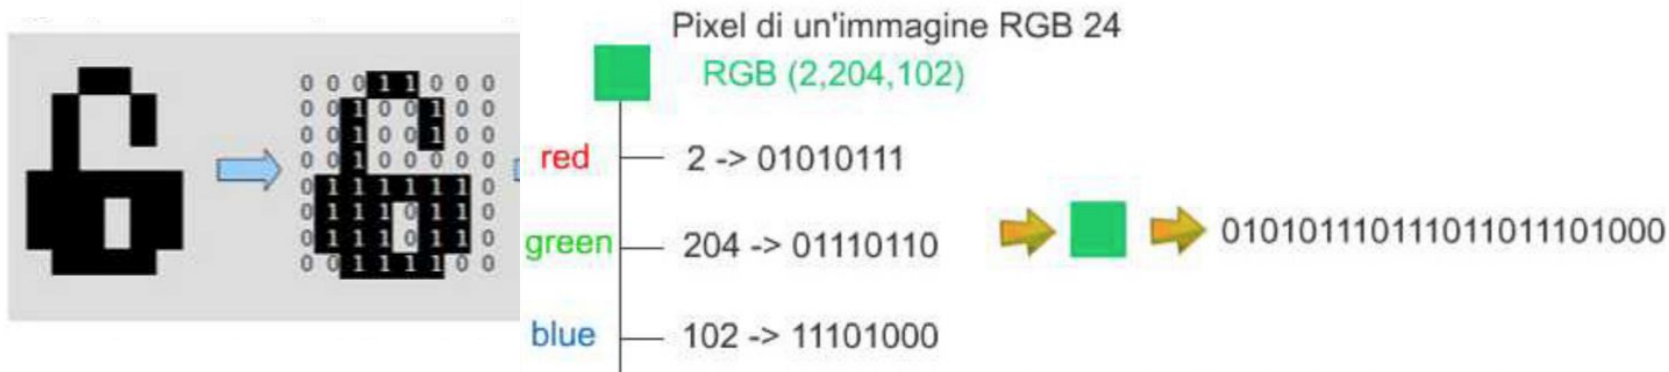 0 0 0 1 1 0 0 0
0 0 1 0 0 1 0 0
0 0 1 0 0 1 0 0
0 0 1 0 0 0 0 0
0 1 1 1 1 1 1 0
0 1 1 1 0 1 1 0
0 1 1 1 0 1 1 0
0 0 1 1 1 1 0 0
Pixel di un'immagine RGB 24
RGB (2,204,102)
red 2 -> 01010111
green 204 -> 01110110
blue 102 -> 11101000
010101110111011011101000